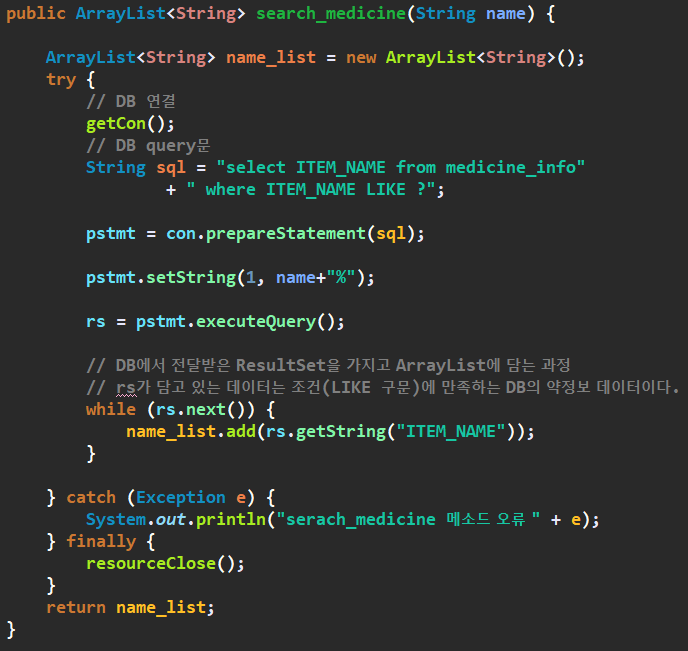 public ArrayList<String> search_medicine(String name) {
ArrayList<String> name_list = new ArrayList<String>();
try {
// DB 연결
getCon();
// DB query문
String sql = "select ITEM_NAME from medicine_info"
+ " where ITEM_NAME LIKE ?";
pstmt = con.prepareStatement(sql);
pstmt.setString(1, name+"%");
rs = pstmt.executeQuery();
// DB에서 전달받은 ResultSet을 가지고 ArrayList에 담는 과정
// rs가 담고 있는 데이터는 조건(LIKE 구문)에 만족하는 DB의 약정보 데이터이다.
while (rs.next()) {
name_list.add(rs.getString("ITEM_NAME"));
}
} catch (Exception e) {
System.out.println("serach_medicine 메소드 오류 " + e);
} finally {
resourceClose();
}
return name_list;
}